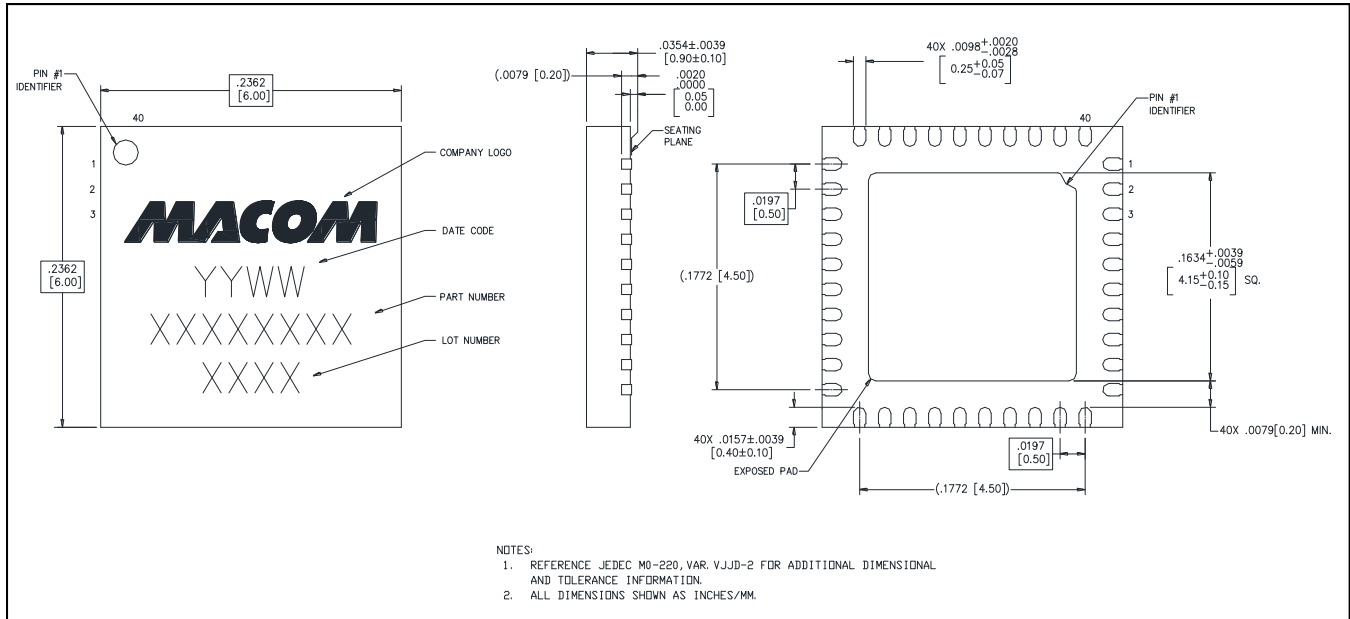 PIN #1
IDENTIFIER
.2362
[6.00]
40
1
2
3
.2362
[6.00]
MACOM
YYWW
XXXXXXXX
XXXX
COMPANY LOGO
DATE CODE
PART NUMBER
LOT NUMBER
.0354±.0039
[0.90±0.10]
(.0079 [0.20])
.0020
.0000
[0.05
0.00]
SEATING
PLANE
40X .0098+.0020
-.0028
[0.25+0.05
-0.07]
PIN #1
IDENTIFIER
40
1
2
3
.0197
[0.50]
(.1772 [4.50])
.1634+.0039
-.0059
[4.15+0.10
-0.15] SQ.
40X .0157±.0039
[0.40±0.10]
EXPOSED PAD
.0197
[0.50]
40X .0079[0.20] MIN.
(.1772 [4.50])
NOTES:
1. REFERENCE JEDEC MO-220, VAR. VJJD-2 FOR ADDITIONAL DIMENSIONAL
AND TOLERANCE INFORMATION.
2. ALL DIMENSIONS SHOWN AS INCHES/MM.